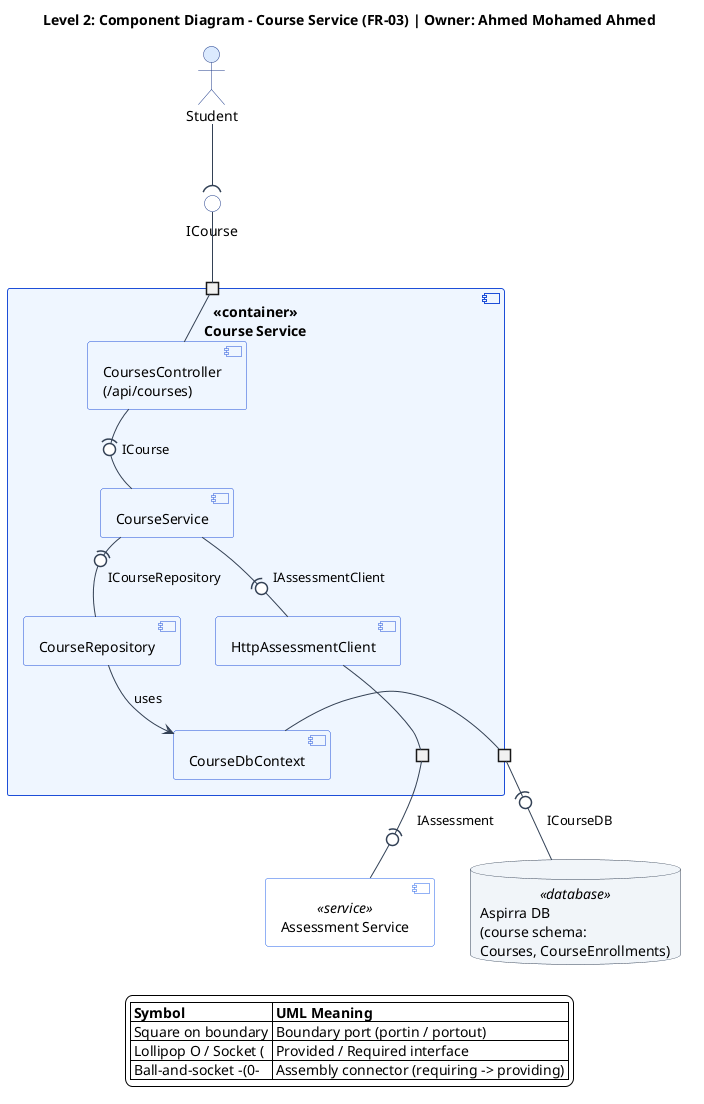 Level 2: Component Diagram - Course Service (FR-03) | Owner: Ahmed Mohamed Ahmed
Student
ICourse
«container»
Course Service
CoursesController
(/api/courses)
ICourse
CourseService
ICourseRepository
IAssessmentClient
CourseRepository
HttpAssessmentClient
uses
CourseDbContext
IAssessment
ICourseDB
«service»
Assessment Service
«database»
Aspirra DB
(course schema:
Courses, CourseEnrollments)
Symbol UML Meaning
Square on boundary Boundary port (portin / portout)
Lollipop O / Socket ( Provided / Required interface
Ball-and-socket -(0- Assembly connector (requiring -> providing)